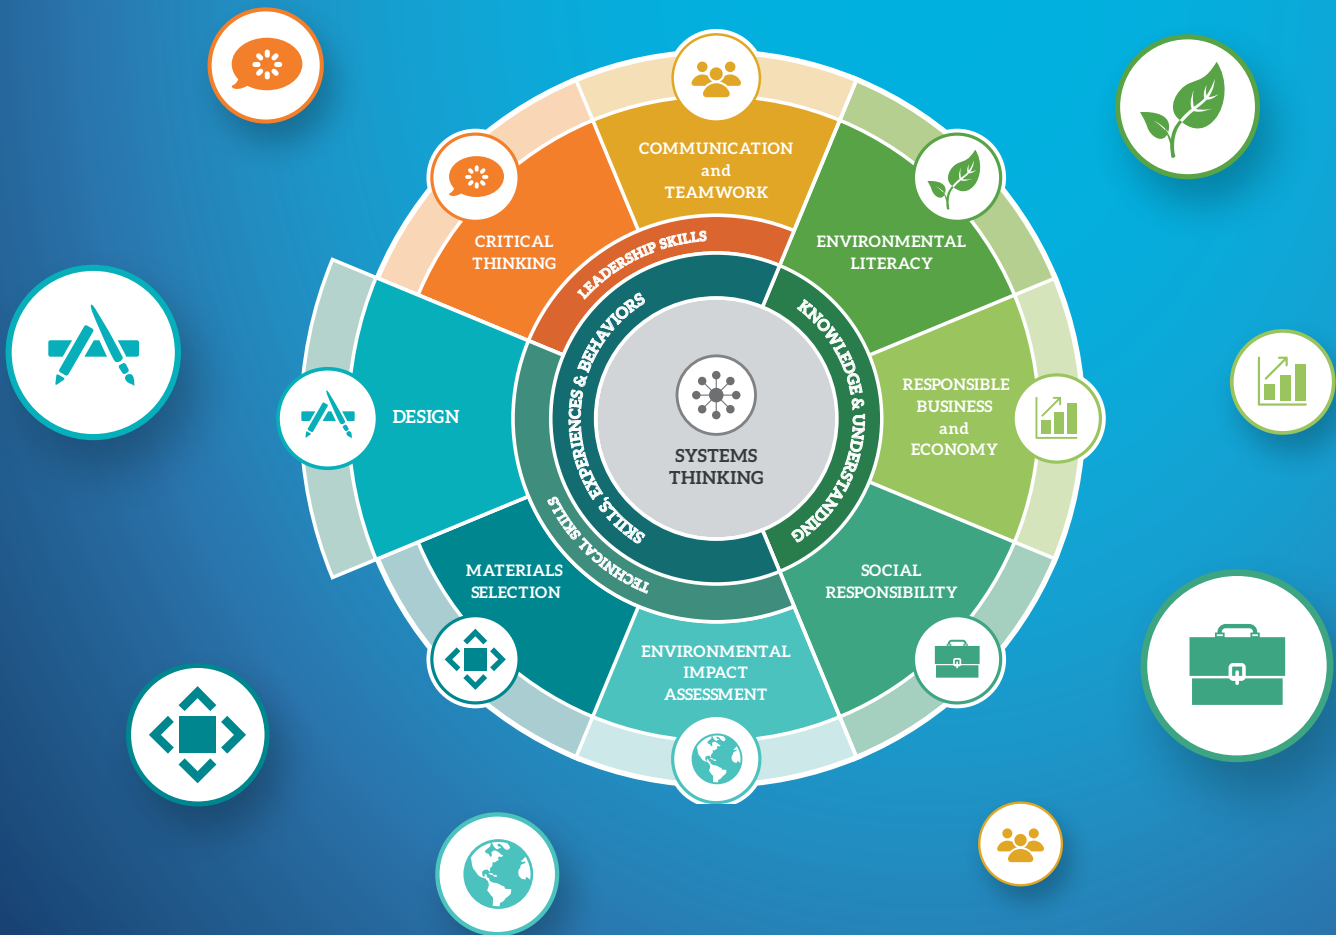 COMMUNICATION
and
TEAMWORK
CRITICAL
THINKING
ENVIRONMENTAL
LITERACY
LEADERSHIP SKILLS
SKILLS, EXPERIENCES & BEHAVIORS
KNOWLEDGE & UNDERSTANDING
DESIGN
SYSTEMS
THINKING
RESPONSIBLE
BUSINESS
and
ECONOMY
TECHNICAL SKILLS
MATERIALS
SELECTION
SOCIAL
RESPONSIBILITY
ENVIRONMENTAL
IMPACT
ASSESSMENT